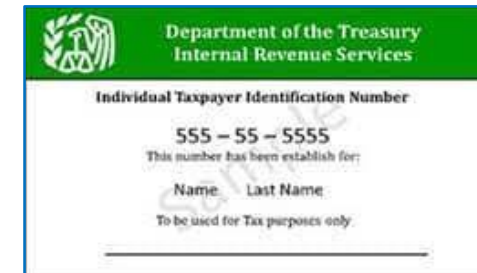 Department of the Treasury
Internal Revenue Services
Individual Taxpayer Identification Number
555 – 55 – 5555
This number has been establish for:
Name Last Name
To be used for Tax purposes only
Sample